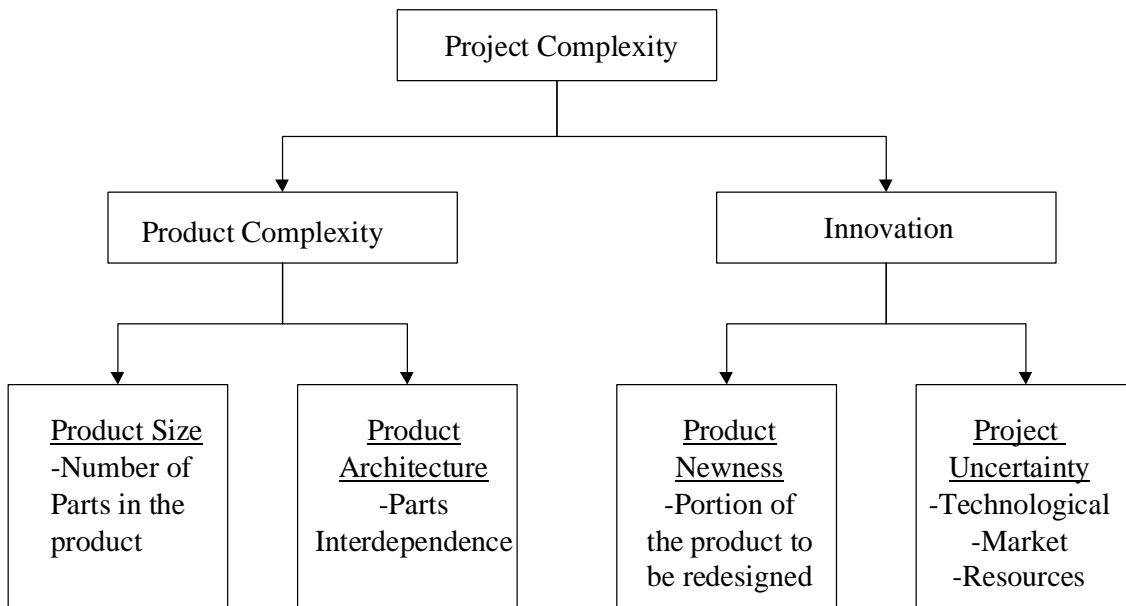 Project Complexity
Product Complexity
Innovation
Product Size
-Number of
Parts in the
product
Product
Architecture
-Parts
Interdependence
Product
Newness
-Portion of
the product to
be redesigned
Project
Uncertainty
-Technological
-Market
-Resources